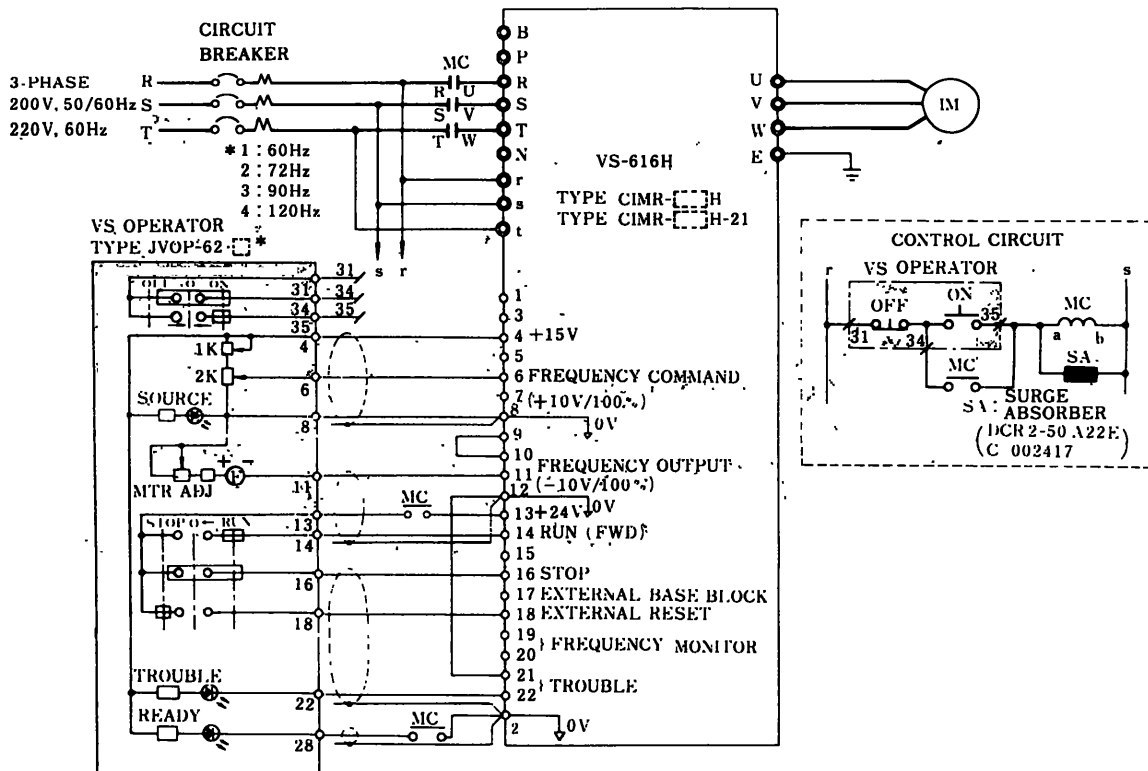 CIRCUIT
BREAKER
3-PHASE
200V, 50/60Hz
220V, 60Hz
R
S
T
* 1 : 60Hz
2 : 72Hz
3 : 90Hz
4 : 120Hz
MC
R U
S V
T W
s r
B
P
R
S
T
N
r
s
t
VS-616H
TYPE CIMR- H
TYPE CIMR- H-21
U
V
W
E
IM
VS OPERATOR
TYPE JVOP-62- *
OFF O ON
31 31
31 34
34 35
35
4
1K
2K
6
SOURCE
8
+ -
MTR ADJ
11
MC
13
STOP O ← RUN
14
16
18
TROUBLE
22
READY
28
MC
1
3
4 +15V
5
6 FREQUENCY COMMAND
7 (+10V/100%)
8 0V
9
10
11 FREQUENCY OUTPUT
(-10V/100%)
12 0V
13 +24V
14 RUN (FWD)
15
16 STOP
17 EXTERNAL BASE BLOCK
18 EXTERNAL RESET
19
20 } FREQUENCY MONITOR
21
22 } TROUBLE
2 0V
CONTROL CIRCUIT
r s
VS OPERATOR
OFF ON
31 34 35
MC
a b
SA
MC
SA: SURGE
ABSORBER
(DCR2-50A22E)
(C 002417)